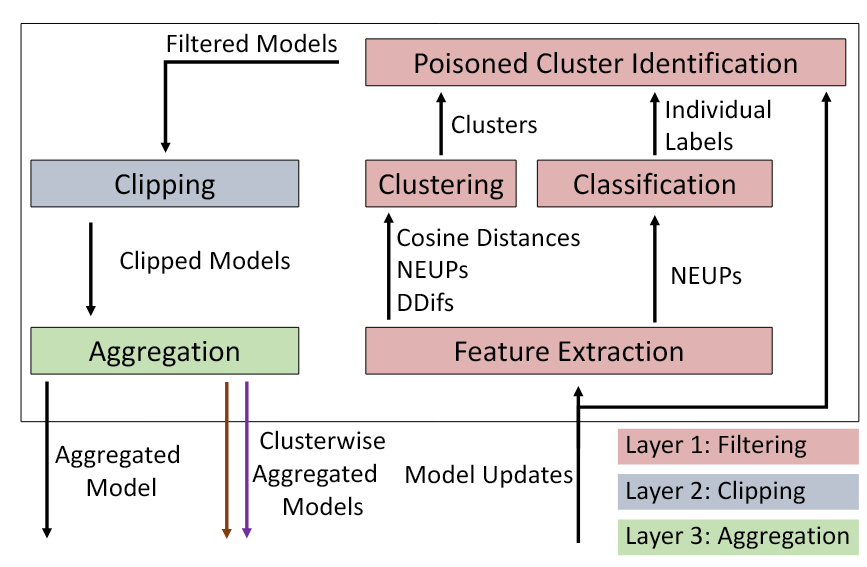 Filtered Models
Poisoned Cluster Identification
Clusters
Individual
Labels
Clipping
Clustering
Classification
Clipped Models
Cosine Distances
NEUPs
DDifs
NEUPs
Aggregation
Feature Extraction
Aggregated
Model
Clusterwise
Aggregated
Models
Model Updates
Layer 1: Filtering
Layer 2: Clipping
Layer 3: Aggregation